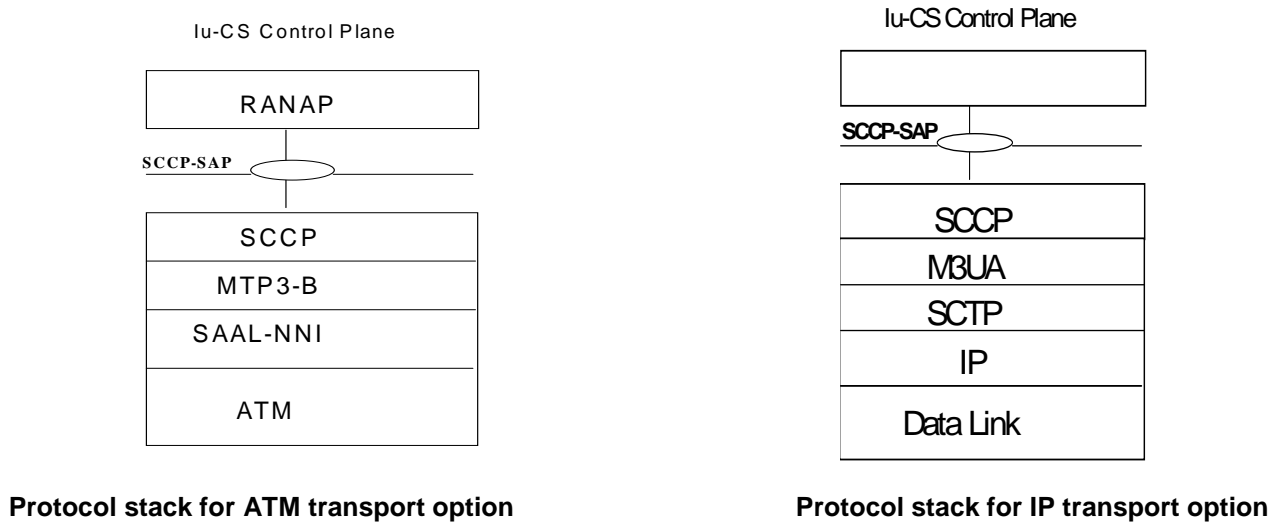 Iu-CS Control Plane
RANAP
SCCP-SAP
SCCP
MTP3-B
SAAL-NNI
ATM
Protocol stack for ATM transport option
Iu-CS Control Plane
SCCP-SAP
SCCP
M3UA
SCTP
IP
Data Link
Protocol stack for IP transport option